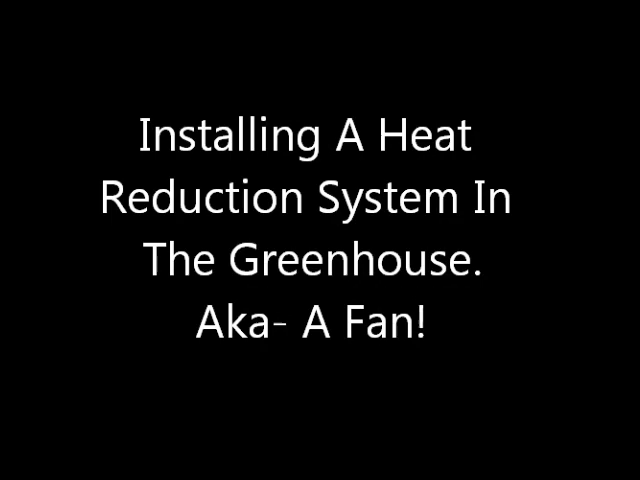 Installing A Heat
Reduction System In
The Greenhouse.
Aka- A Fan!